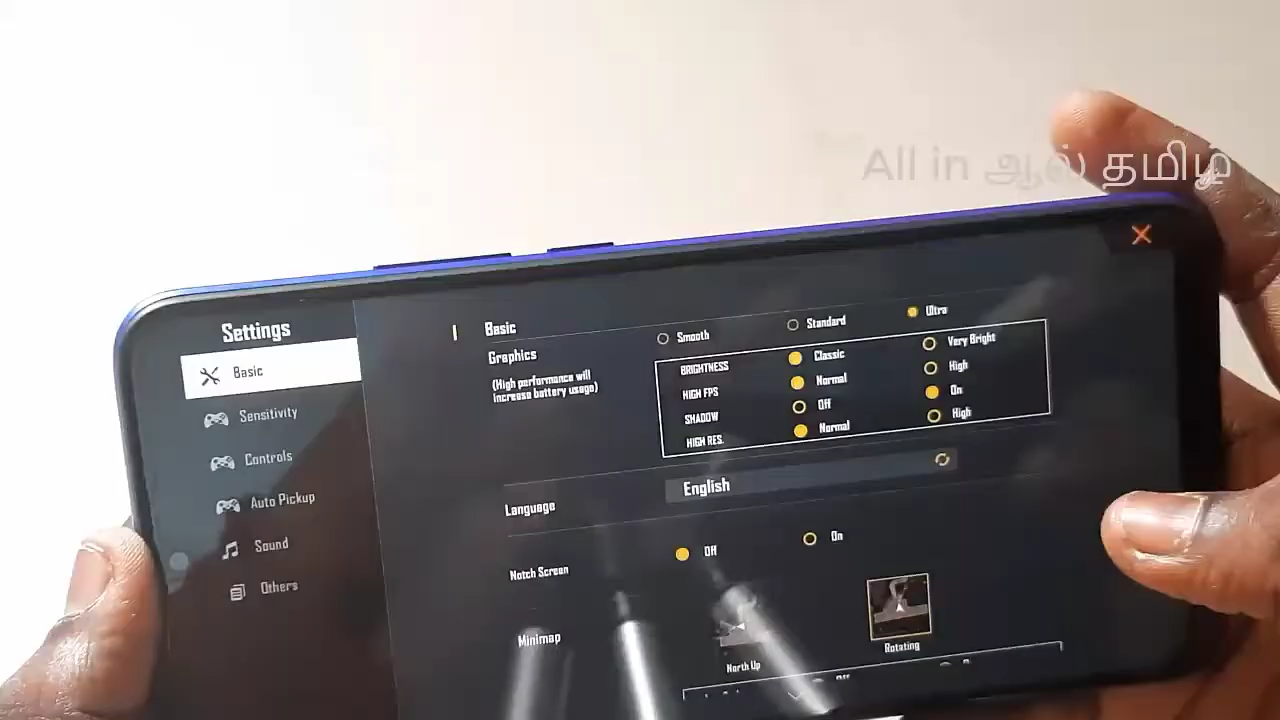 All in ஆல் தமிழ்
Settings
Basic
Sensitivity
Controls
Auto Pickup
Sound
Others
Basic
Graphics
(High performance will
increase battery usage)
Smooth
Standard
Ultra
BRIGHTNESS
Classic
Very Bright
HIGH FPS
Normal
High
SHADOW
Off
On
HIGH RES.
Normal
High
Language
English
Notch Screen
Off
On
Minimap
North Up
Rotating